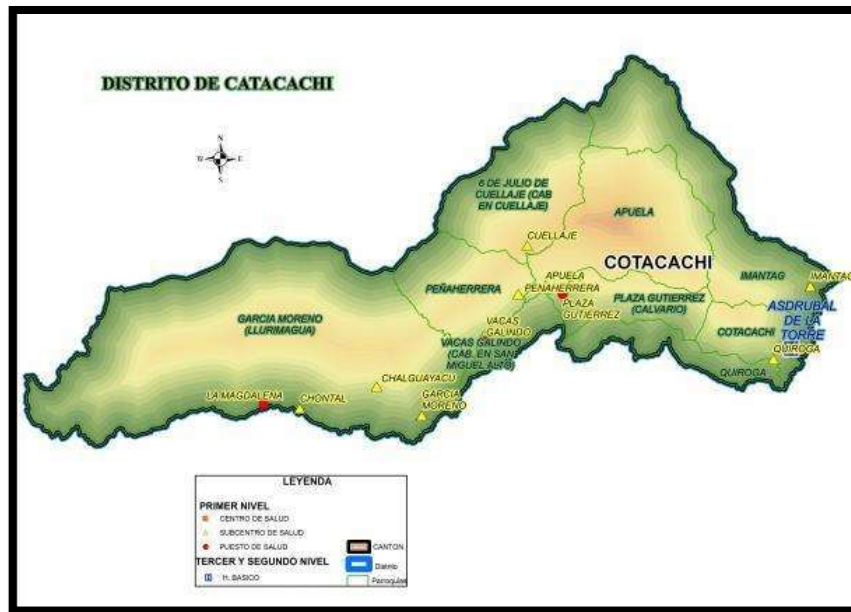 DISTRITO DE CATACACHI
N
W E
S
6 DE JULIO DE
CUELLAJE (CAB
EN CUELLAJE)
APUELA
CUELLAJE
COTACACHI
IMANTAG
IMANTAG
PEÑAHERRERA
APUELA
PEÑAHERRERA
PLAZA
GUTIERREZ
PLAZA GUTIERREZ
(CALVARIO)
ASDRUBAL
DE LA
TORRE
GARCIA MORENO
(LLURIMAGUA)
VACAS
GALINDO
VACAS GALINDO
(CAB. EN SAN
MIGUEL ALTO)
COTACACHI
QUIROGA
QUIROGA
CHALGUAYACU
LA MAGDALENA
CHONTAL
GARCIA
MORENO
LEYENDA
PRIMER NIVEL
CENTRO DE SALUD
SUBCENTRO DE SALUD
PUESTO DE SALUD
TERCER Y SEGUNDO NIVEL
H. BASICO
CANTON
Distrito
Parroquias